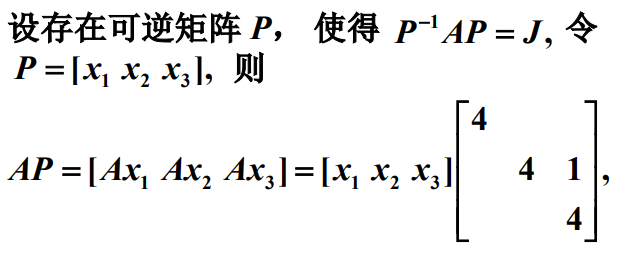 设存在可逆矩阵 P， 使得 P⁻¹AP = J, 令
P = [x₁ x₂ x₃], 则
AP = [Ax₁ Ax₂ Ax₃] = [x₁ x₂ x₃] [4
4 1
4],